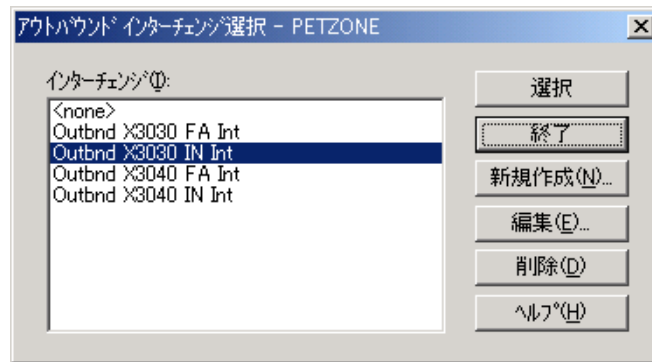 アウトバウンド インターチェンジ選択 - PETZONE
インターチェンジ(I):
<none>
Outbnd X3030 FA Int
Outbnd X3030 IN Int
Outbnd X3040 FA Int
Outbnd X3040 IN Int
選択
終了
新規作成(N)...
編集(E)...
削除(D)
ヘルプ(H)